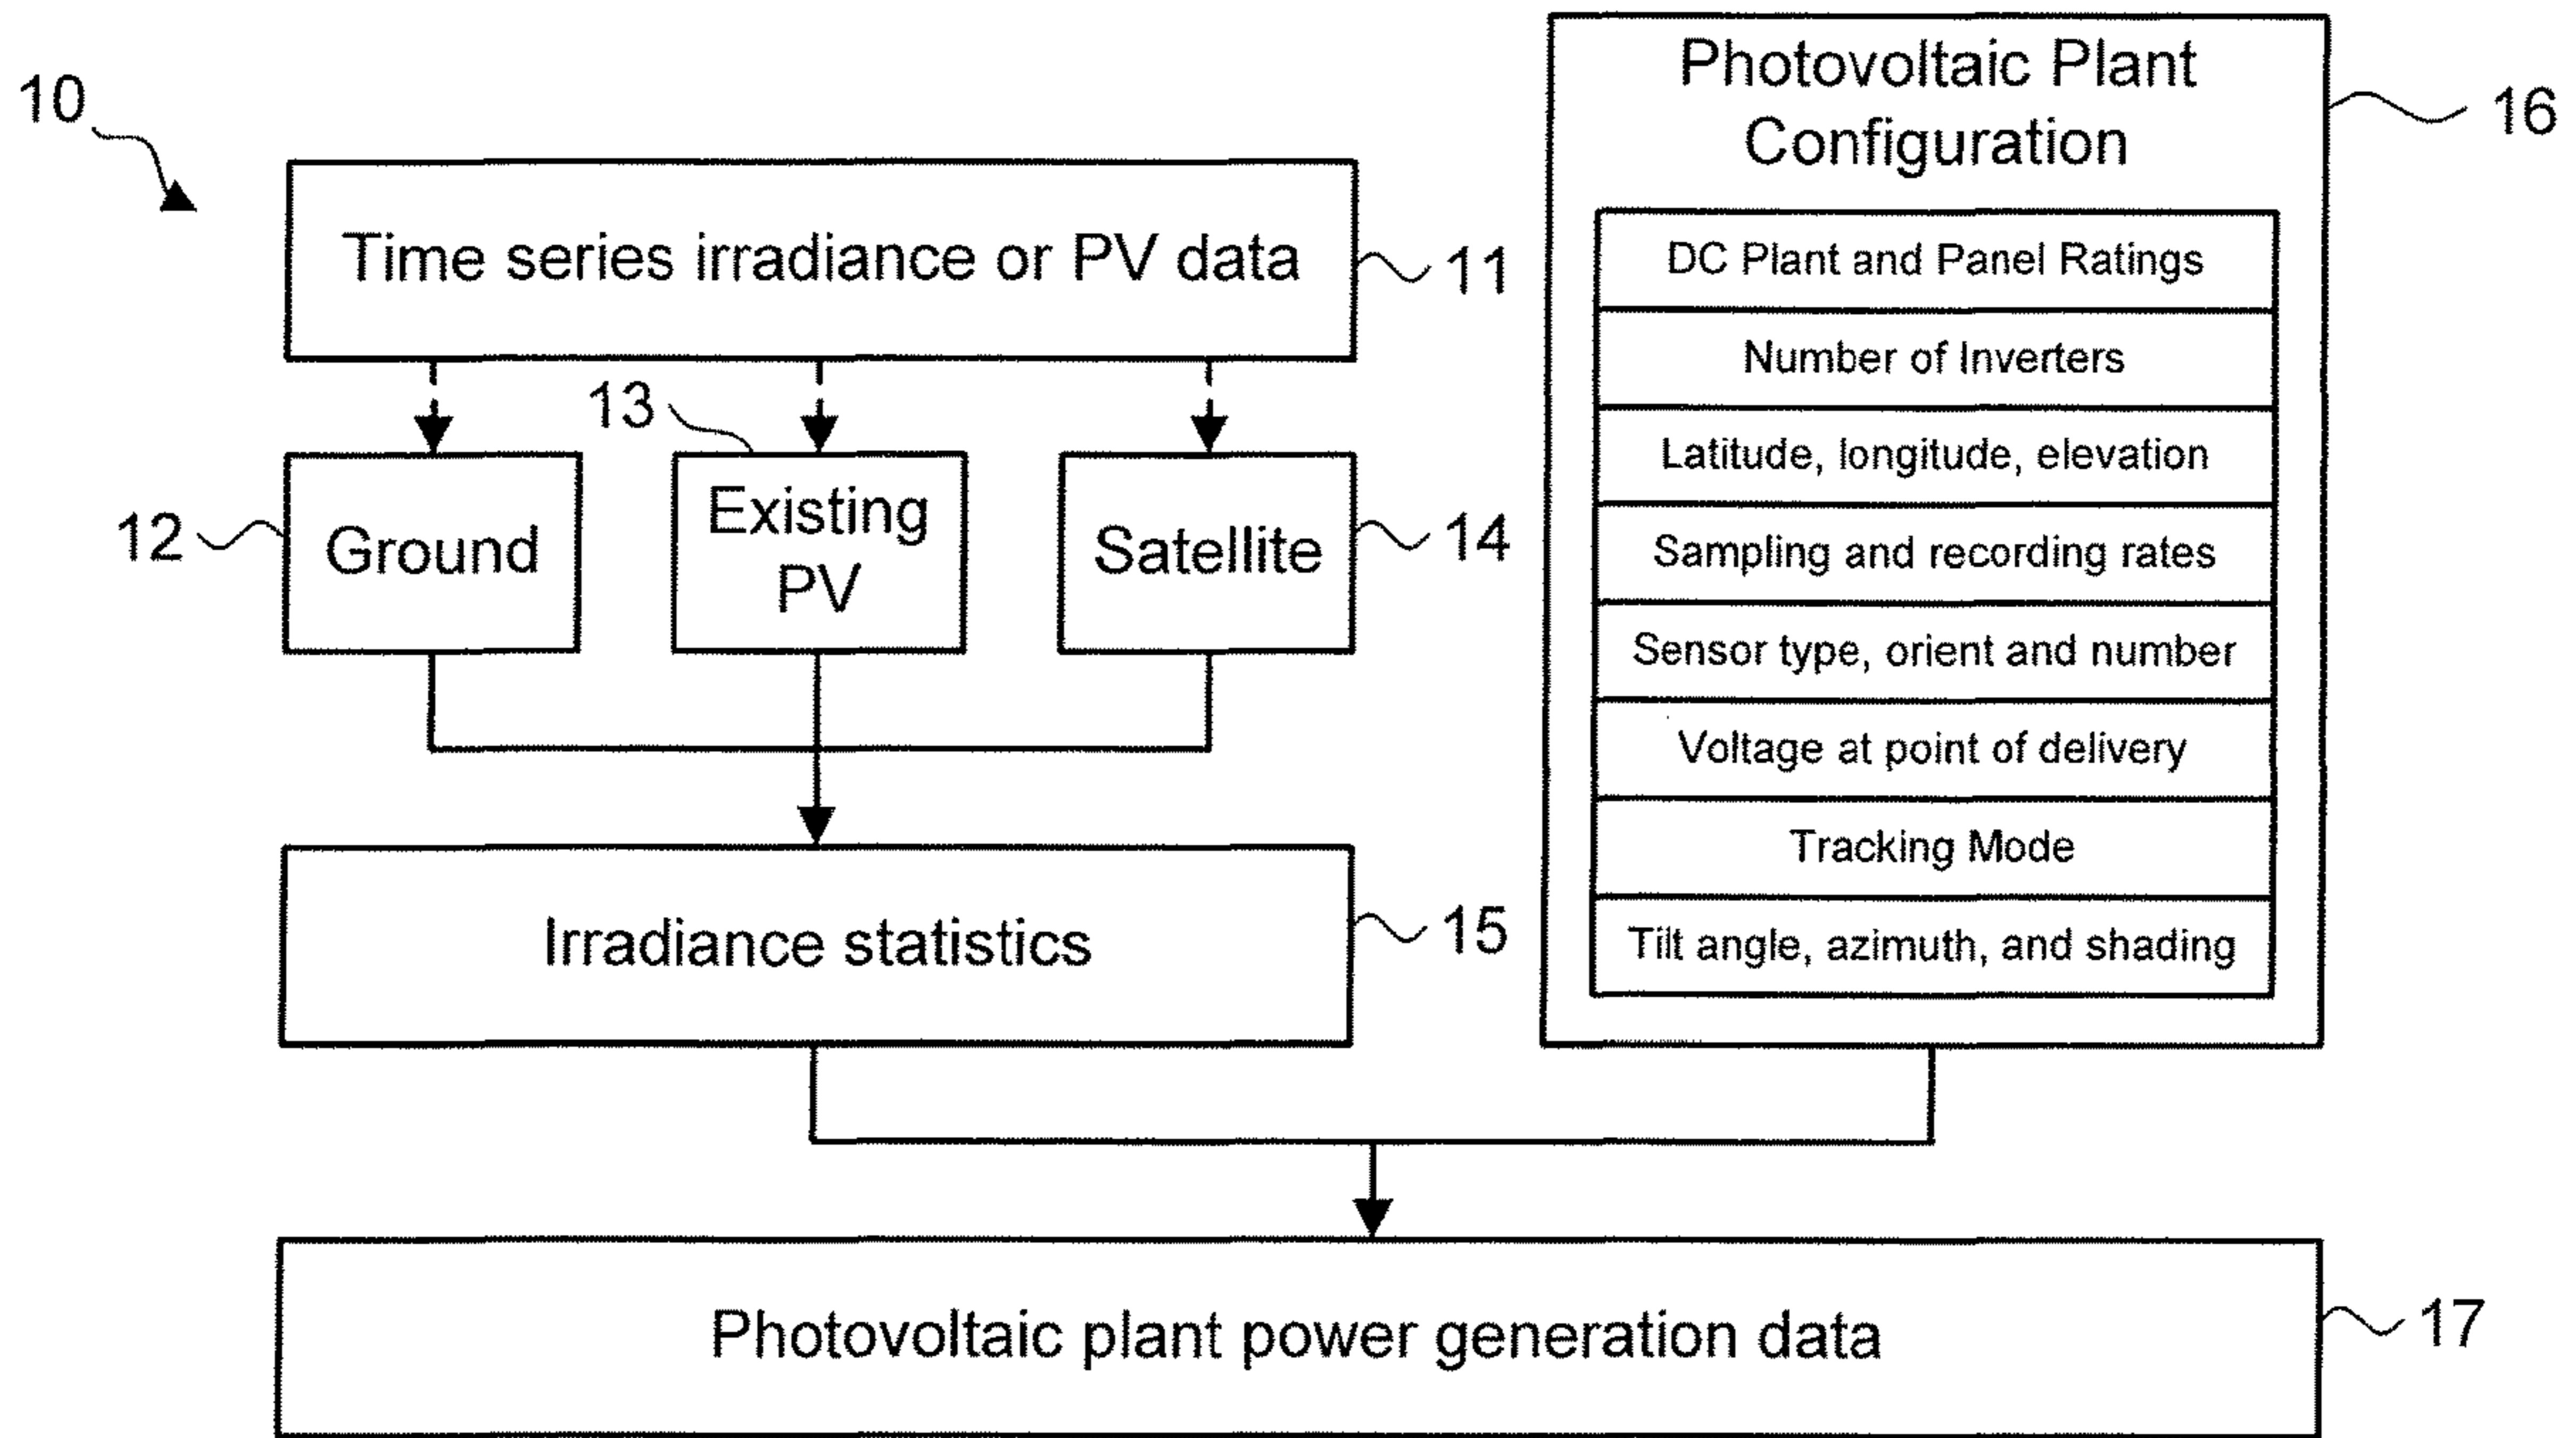 10
Time series irradiance or PV data
11
12
Ground
13
Existing
PV
Satellite
14
Irradiance statistics
15
Photovoltaic Plant
Configuration
16
DC Plant and Panel Ratings
Number of Inverters
Latitude, longitude, elevation
Sampling and recording rates
Sensor type, orient and number
Voltage at point of delivery
Tracking Mode
Tilt angle, azimuth, and shading
Photovoltaic plant power generation data
17